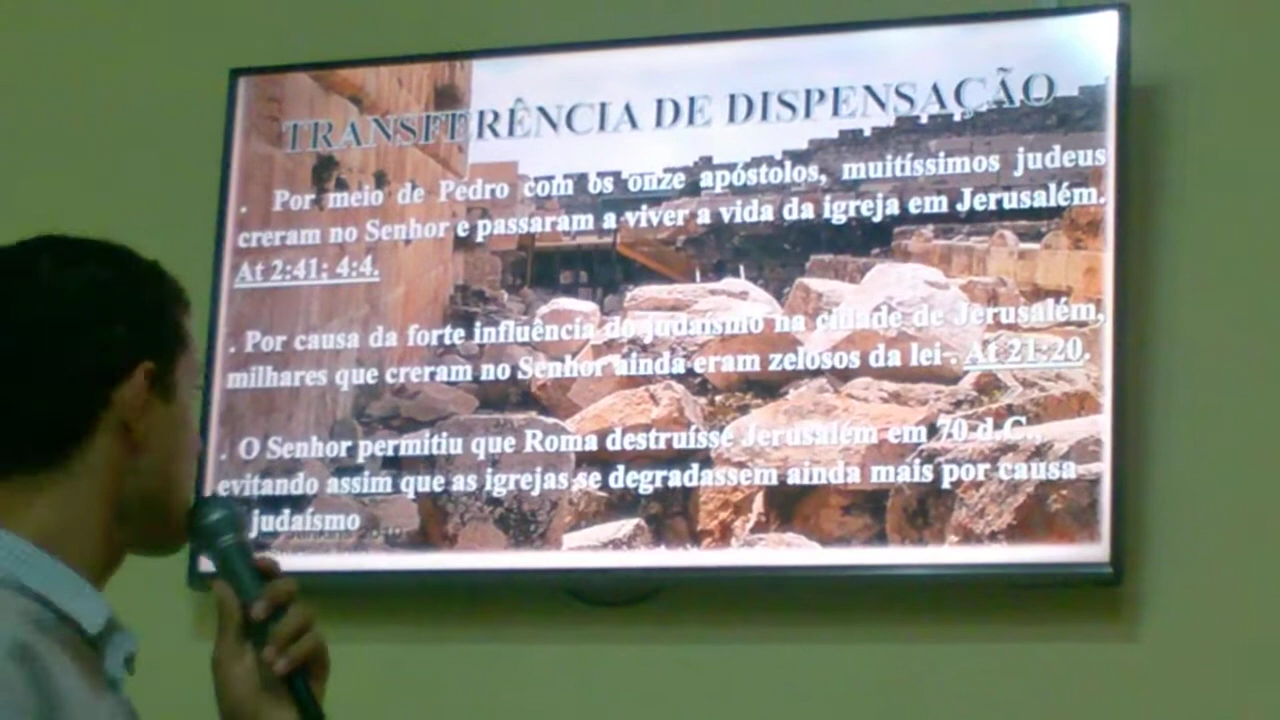 TRANSFERÊNCIA DE DISPENSAÇÃO
. Por meio de Pedro com os onze apóstolos, muitíssimos judeus
creram no Senhor e passaram a viver a vida da igreja em Jerusalém.
At 2:41; 4:4.
. Por causa da forte influência do judaísmo na cidade de Jerusalém,
milhares que creram no Senhor ainda eram zelosos da lei-. At 21:20.
. O Senhor permitiu que Roma destruísse Jerusalém em 70 d.C.,
evitando assim que as igrejas se degradassem ainda mais por causa
judaísmo